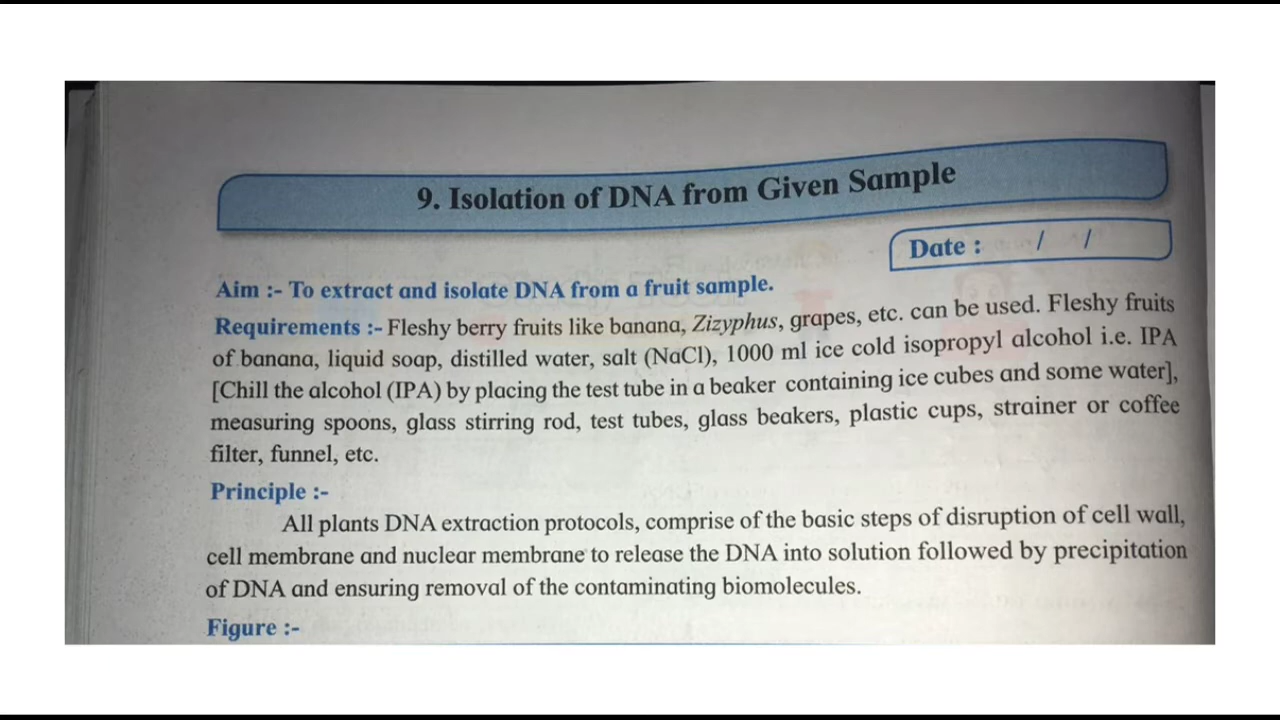 9. Isolation of DNA from Given Sample
Date : / /
Aim :- To extract and isolate DNA from a fruit sample.
Requirements :- Fleshy berry fruits like banana, Zizyphus, grapes, etc. can be used. Fleshy fruits
of banana, liquid soap, distilled water, salt (NaCl), 1000 ml ice cold isopropyl alcohol i.e. IPA
[Chill the alcohol (IPA) by placing the test tube in a beaker containing ice cubes and some water],
measuring spoons, glass stirring rod, test tubes, glass beakers, plastic cups, strainer or coffee
filter, funnel, etc.
Principle :-
All plants DNA extraction protocols, comprise of the basic steps of disruption of cell wall,
cell membrane and nuclear membrane to release the DNA into solution followed by precipitation
of DNA and ensuring removal of the contaminating biomolecules.
Figure :-